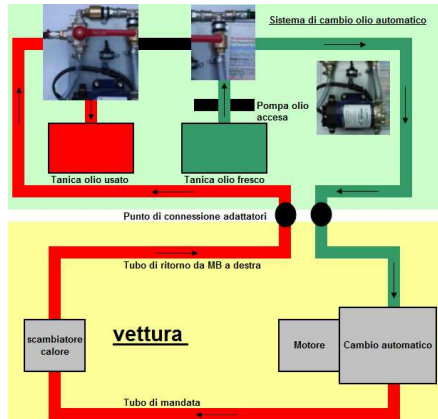 Sistema di cambio olio automatico
Pompa olio
accesa
Tanica olio usato
Tanica olio fresco
Punto di connessione adattatori
Tubo di ritorno da MB a destra
scambiatore
calore
vettura
Motore
Cambio automatico
Tubo di mandata